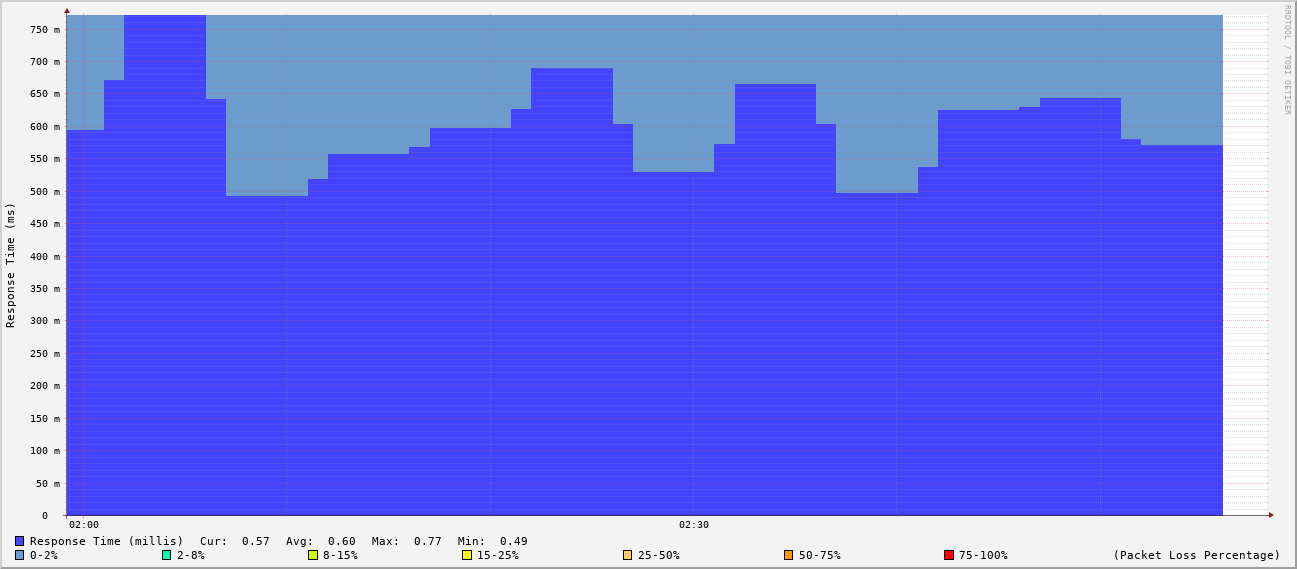 RRDTOOL / TOBI OETIKER
Response Time (ms)
750 m
700 m
650 m
600 m
550 m
500 m
450 m
400 m
350 m
300 m
250 m
200 m
150 m
100 m
50 m
0
02:00 02:30
Response Time (millis) Cur: 0.57 Avg: 0.60 Max: 0.77 Min: 0.49
0-2% 2-8% 8-15% 15-25% 25-50% 50-75% 75-100% (Packet Loss Percentage)